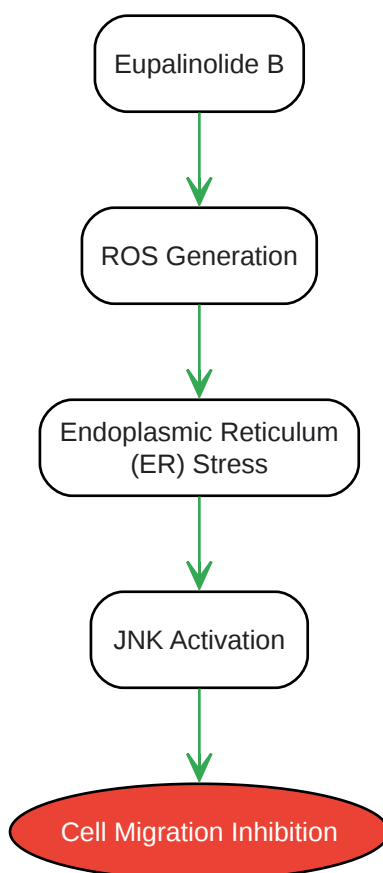 Eupalinolide B
ROS Generation
Endoplasmic Reticulum
(ER) Stress
JNK Activation
Cell Migration Inhibition